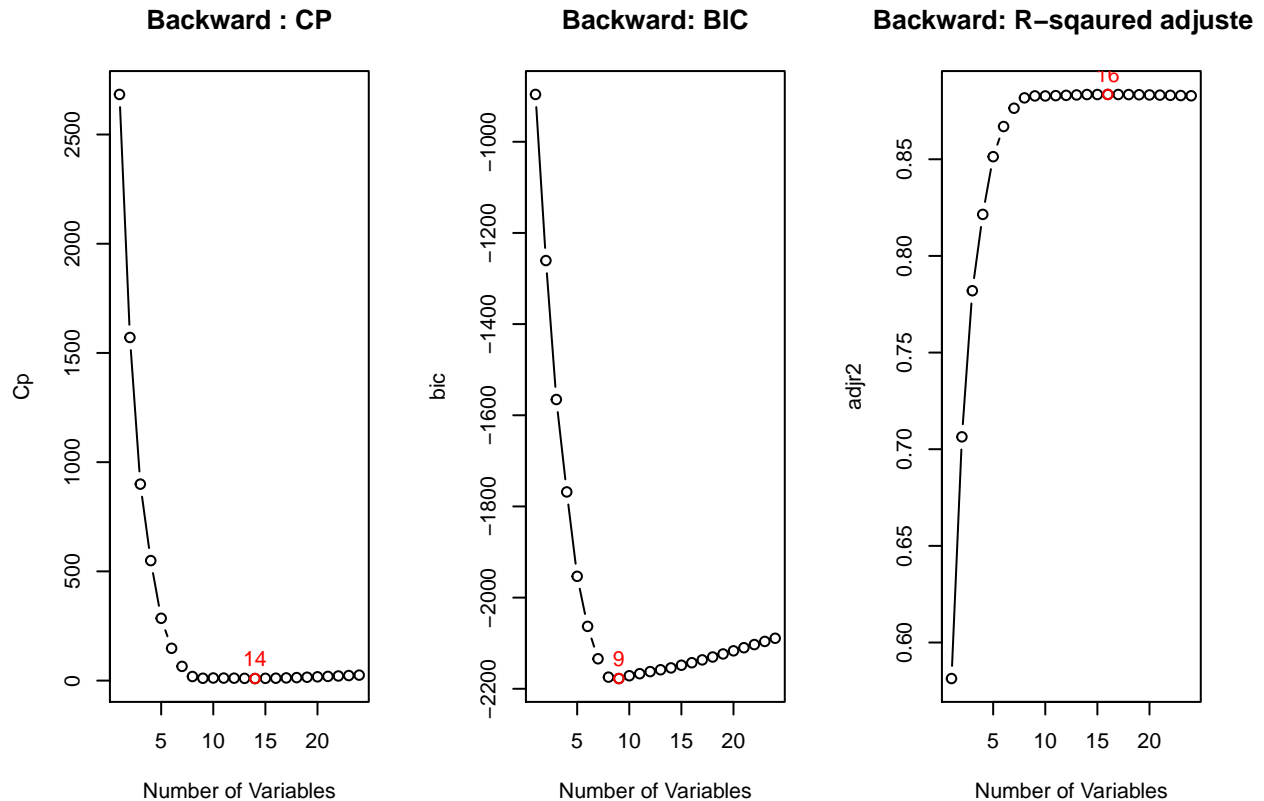 Backward : CP
2500
2000
1500
1000
500
0
Cp
14
5 10 15 20
Number of Variables
Backward: BIC
−1000
−1200
−1400
−1600
−1800
−2000
−2200
bic
9
5 10 15 20
Number of Variables
Backward: R−sqaured adjuste
0.85
0.80
0.75
0.70
0.65
0.60
adjr2
16
5 10 15 20
Number of Variables